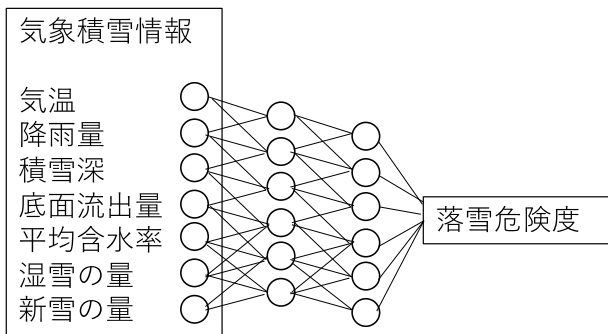 気象積雪情報
気温
降雨量
積雪深
底面流出量
平均含水率
湿雪の量
新雪の量
落雪危険度